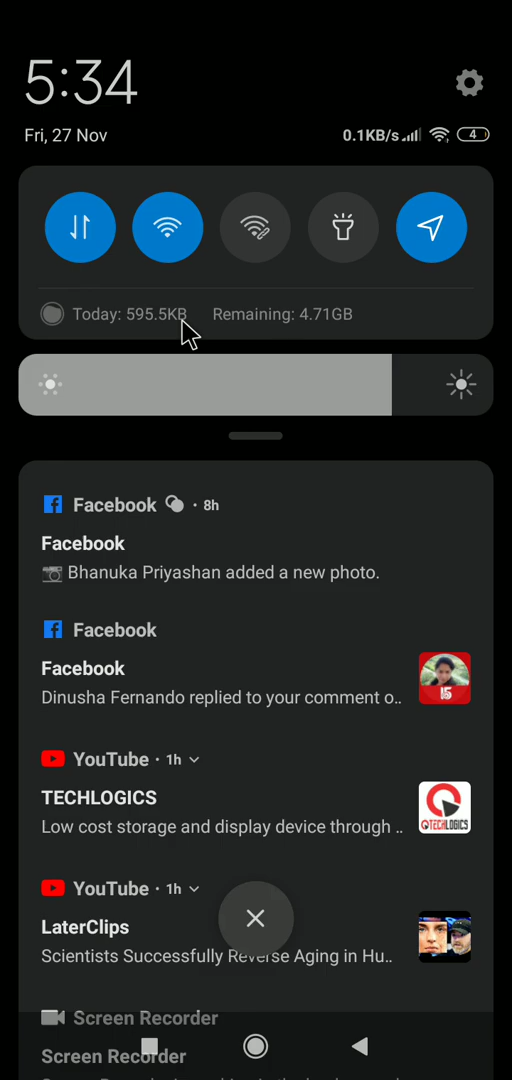 5:34
Fri, 27 Nov
0.1KB/s
4
Today: 595.5KB Remaining: 4.71GB
Facebook · 8h
Facebook
Bhanuka Priyashan added a new photo.
Facebook
Facebook
Dinusha Fernando replied to your comment o..
15
YouTube · 1h
TECHLOGICS
Low cost storage and display device through ..
QTECHLOGICS
YouTube · 1h
LaterClips
Scientists Successfully Reverse Aging in Hu..
Screen Recorder
Screen Recorder